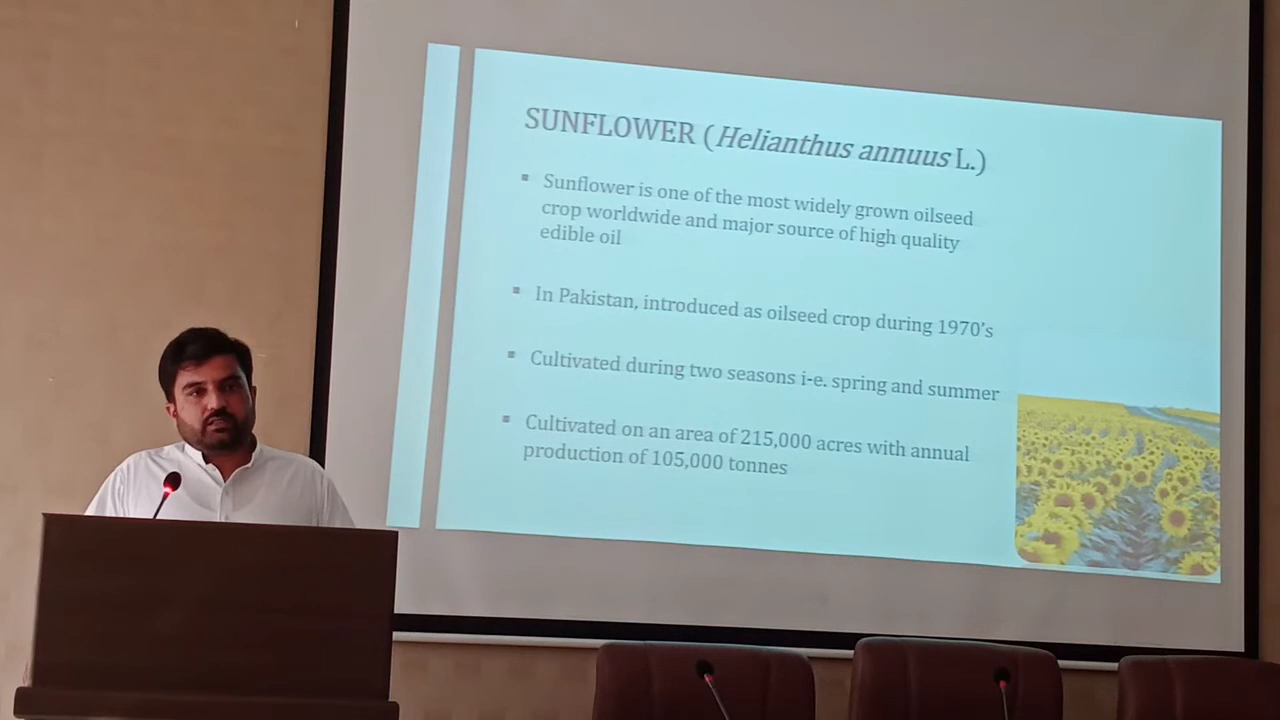 SUNFLOWER (Helianthus annuus L.)
▪ Sunflower is one of the most widely grown oilseed
crop worldwide and major source of high quality
edible oil
▪ In Pakistan, introduced as oilseed crop during 1970's
▪ Cultivated during two seasons i-e. spring and summer
▪ Cultivated on an area of 215,000 acres with annual
production of 105,000 tonnes